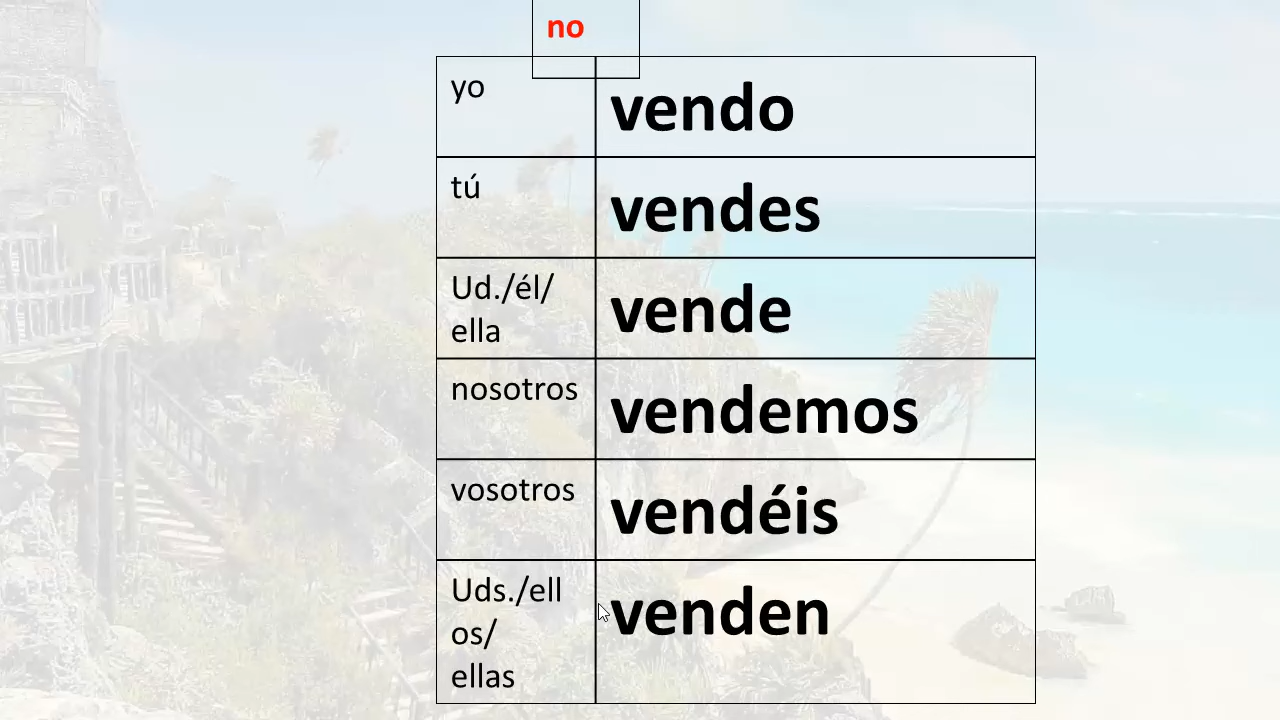 no
yo vendo
tú vendes
Ud./él/
ella vende
nosotros vendemos
vosotros vendéis
Uds./ell
os/
ellas venden